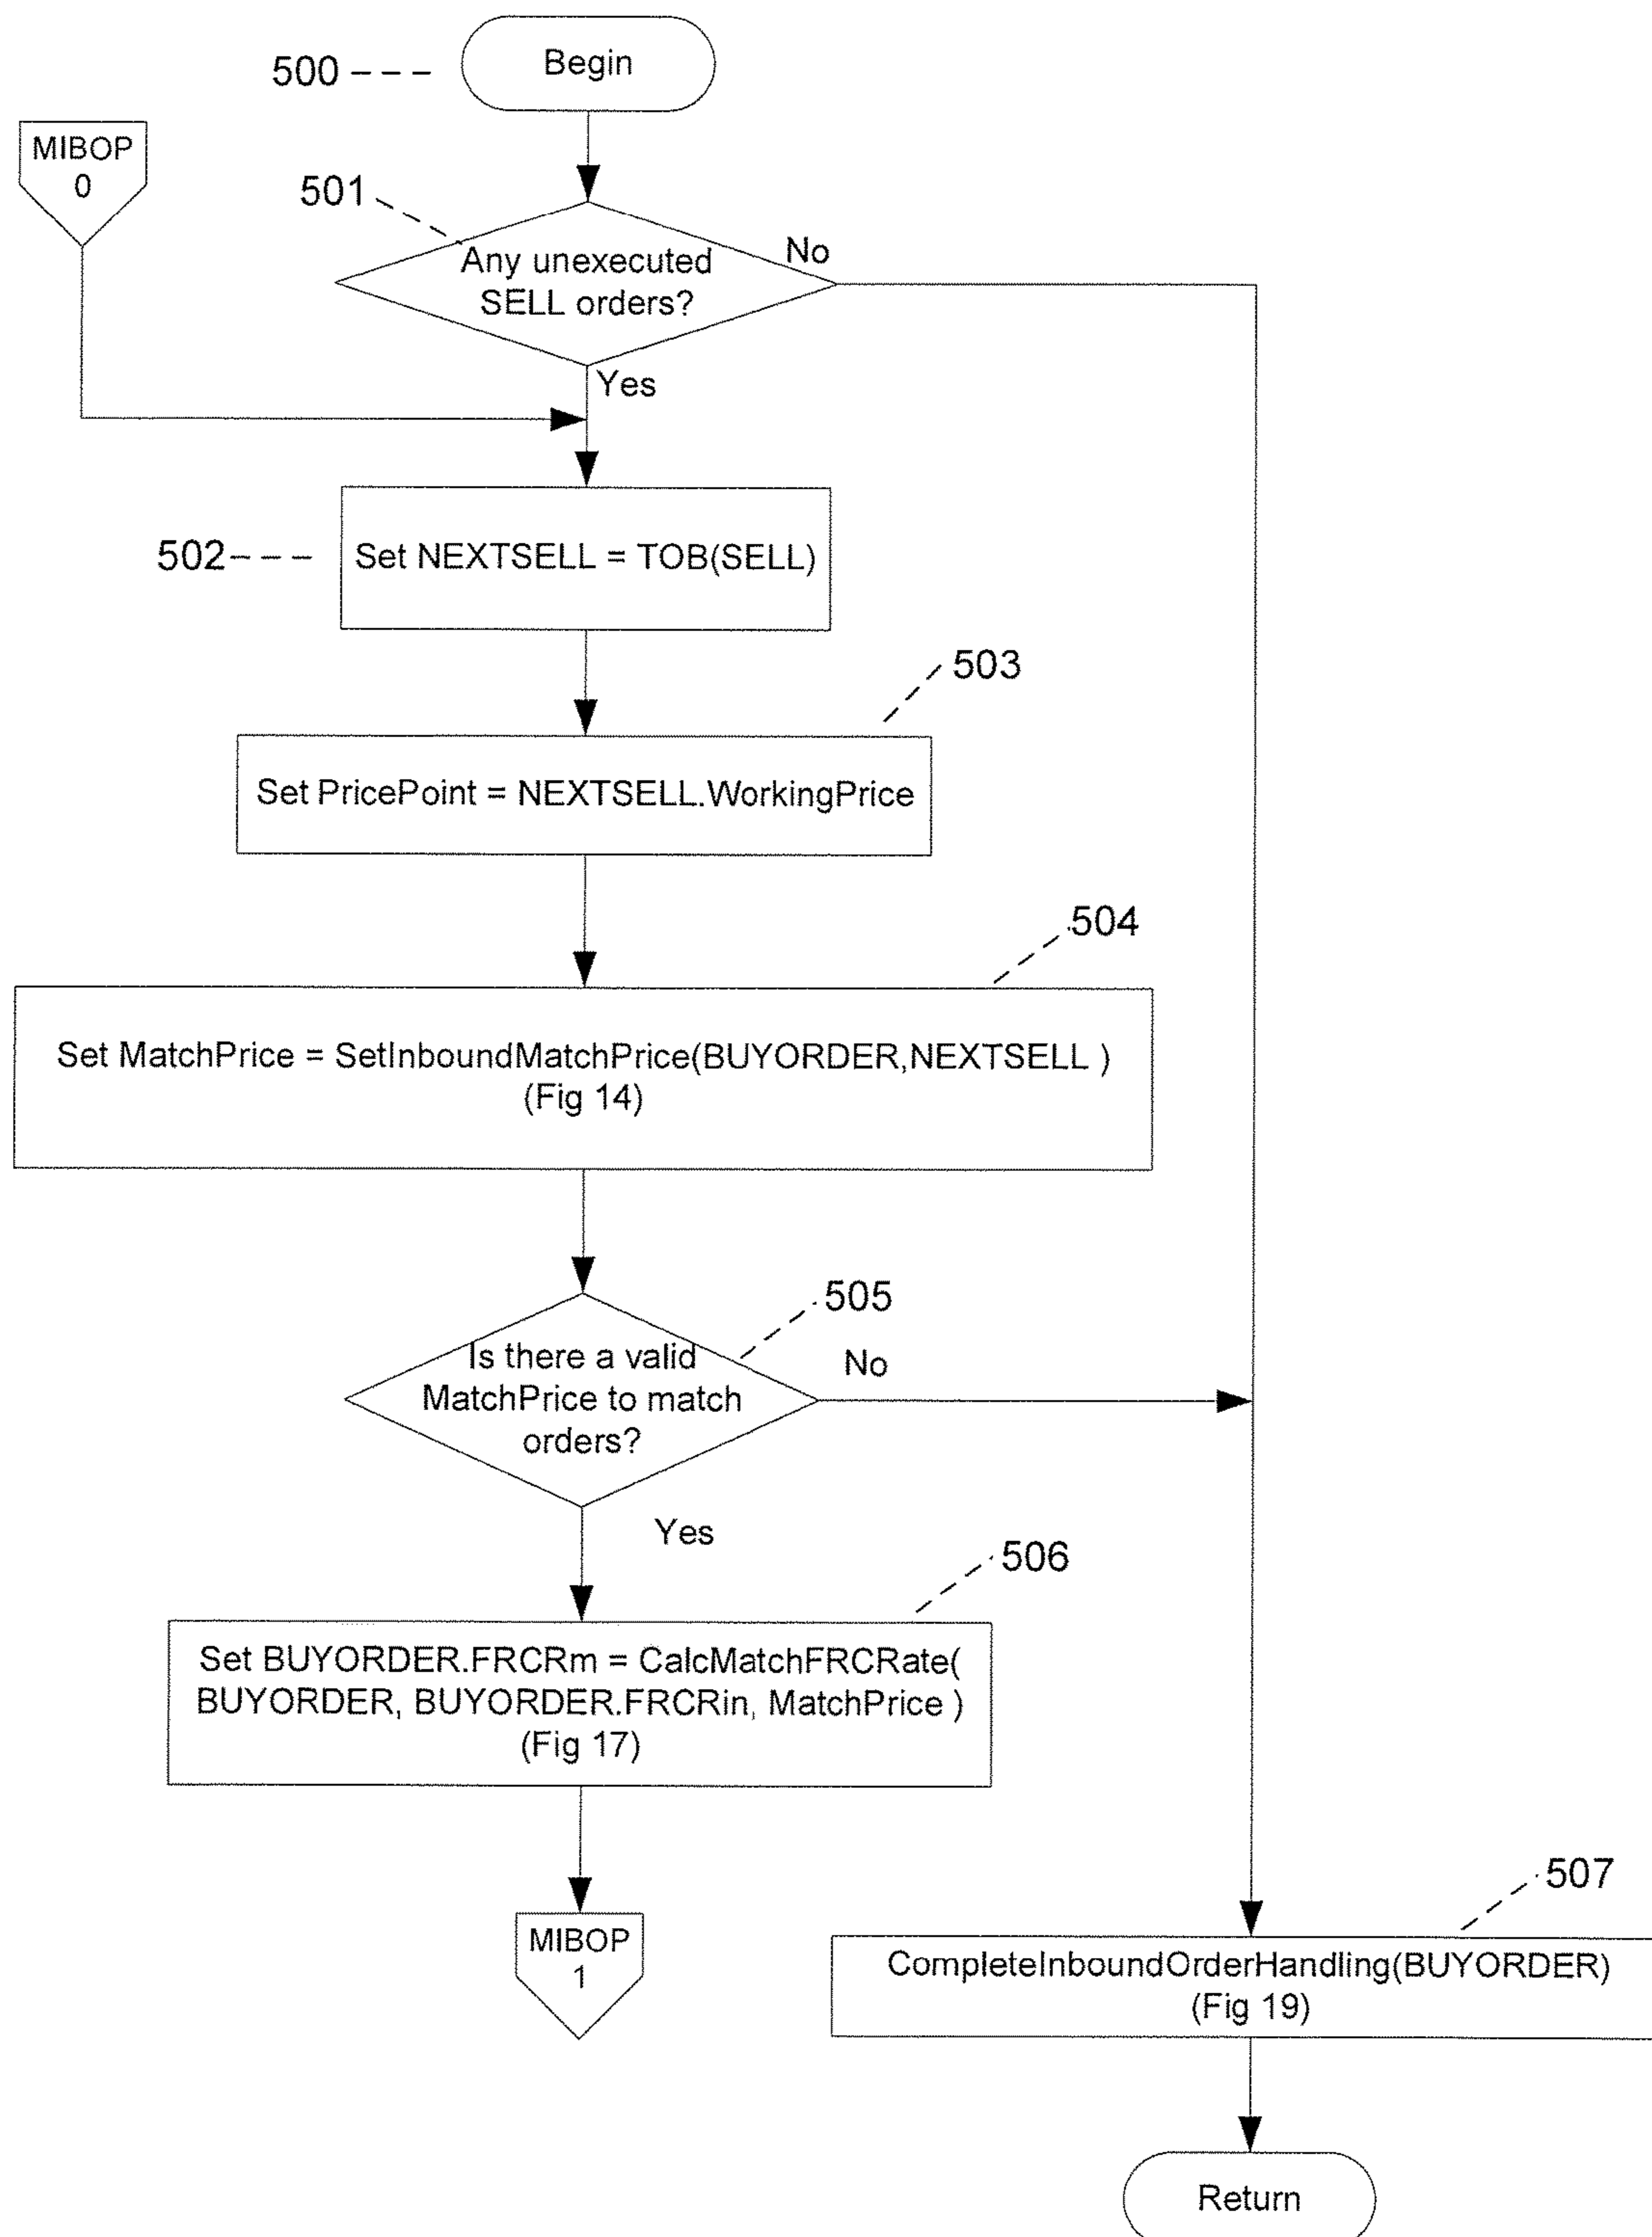 500
Begin
MIBOP
0
501
Any unexecuted
SELL orders?
No
Yes
502
Set NEXTSELL = TOB(SELL)
503
Set PricePoint = NEXTSELL.WorkingPrice
504
Set MatchPrice = SetInboundMatchPrice(BUYORDER,NEXTSELL )
(Fig 14)
505
Is there a valid
MatchPrice to match
orders?
No
Yes
506
Set BUYORDER.FRCRm = CalcMatchFRCRate(
BUYORDER, BUYORDER.FRCRin, MatchPrice )
(Fig 17)
MIBOP
1
507
CompleteInboundOrderHandling(BUYORDER)
(Fig 19)
Return